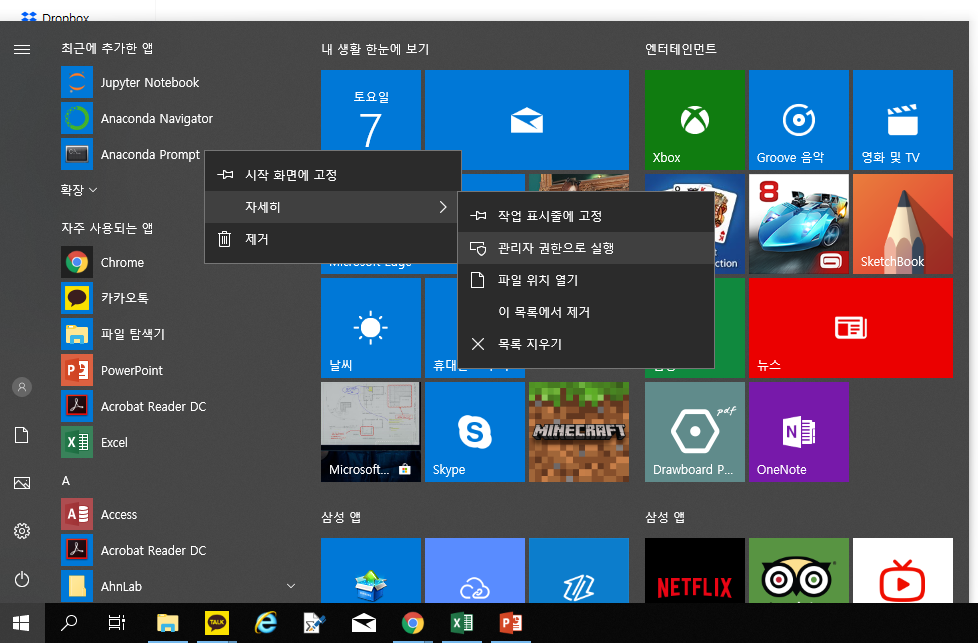 Dropbox
최근에 추가한 앱
Jupyter Notebook
Anaconda Navigator
Anaconda Prompt
확장
자주 사용되는 앱
Chrome
카카오톡
파일 탐색기
PowerPoint
Acrobat Reader DC
Excel
A
Access
Acrobat Reader DC
AhnLab
시작 화면에 고정
자세히
제거
작업 표시줄에 고정
관리자 권한으로 실행
파일 위치 열기
이 목록에서 제거
목록 지우기
내 생활 한눈에 보기
토요일
7
Microsoft Edge
날씨
Microsoft...
Skype
MINECRAFT
삼성 앱
엔터테인먼트
Xbox
Groove 음악
영화 및 TV
8
SketchBook
뉴스
pdf
Drawboard P...
N
OneNote
삼성 앱
NETFLIX
TALK